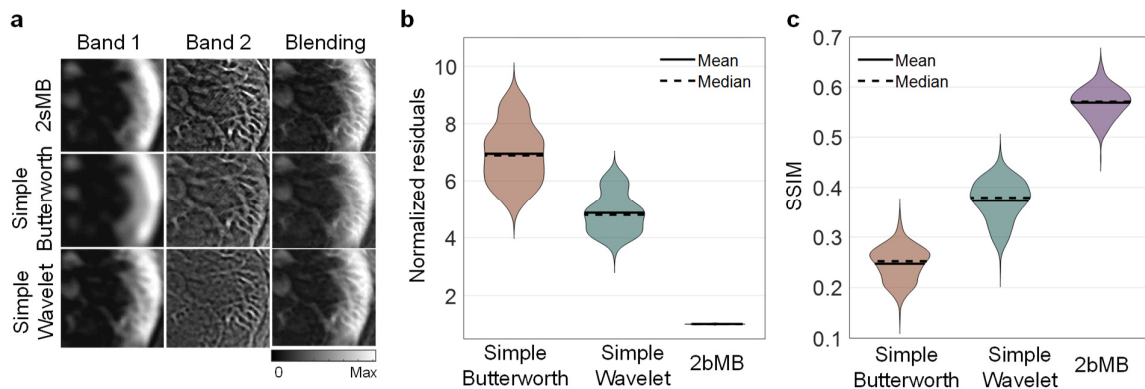 a
Band 1 Band 2 Blending
2sMB
Simple
Butterworth
Simple
Wavelet
0 Max
b
Normalized residuals
10
8
6
4
2
Mean
Median
Simple
Butterworth
Simple
Wavelet
2bMB
c
SSIM
0.7
0.6
0.5
0.4
0.3
0.2
0.1
Mean
Median
Simple
Butterworth
Simple
Wavelet
2bMB